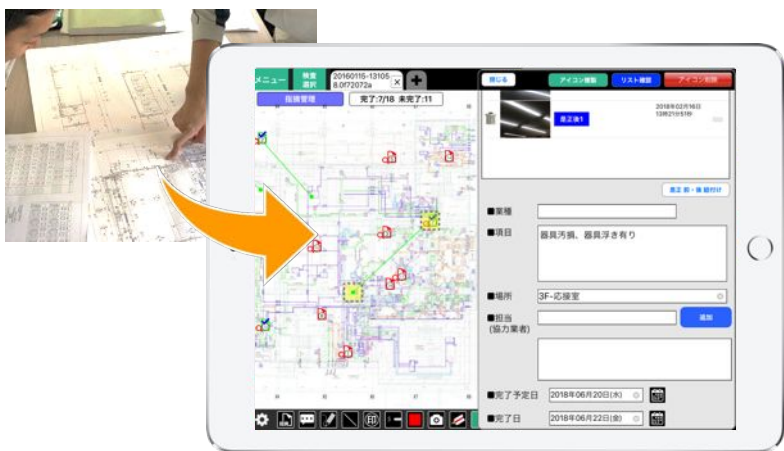 メニュー
検査
選択
20160115-13105
8.0f72072a
×
指摘管理
完了:7/18 未完了:11
閉じる
アイコン複製
リスト確認
アイコン削除
是正後1
2018年02月16日
13時21分51秒
是正 前・後 紐付け
■業種
■項目
器具汚損、器具浮き有り
■場所
3F-応接室
■担当
(協力業者)
追加
■完了予定日
2018年06月20日(水)
■完了日
2018年06月22日(金)
印